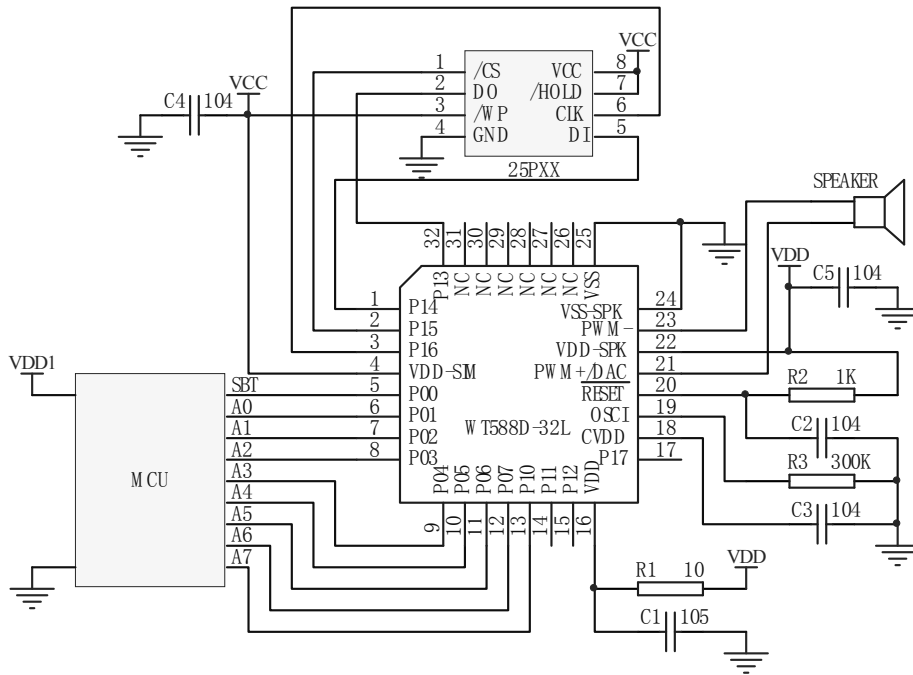 VCC
1 /CS VCC 8
2 DO /HOLD 7
3 /WP CLK 6
4 GND DI 5
25PXX
C4 104
VCC
SPEAKER
32 31 30 29 28 27 26 25
P13 NC NC NC NC NC NC VSS
VDD
C5 104
1 P14 VSS-SPK 24
2 P15 PWM- 23
3 P16 VDD-SPK 22
4 VDD-SIM PWM+/DAC 21
5 P00 RESET 20
6 P01 OSCI 19
7 P02 CVDD 18
8 P03 P17 17
WT588D-32L
P04 P05 P06 P07 P10 P11 P12 VDD
9 10 11 12 13 14 15 16
R2 1K
C2 104
R3 300K
C3 104
VDD1
MCU
SBT
A0
A1
A2
A3
A4
A5
A6
A7
R1 10 VDD
C1 105